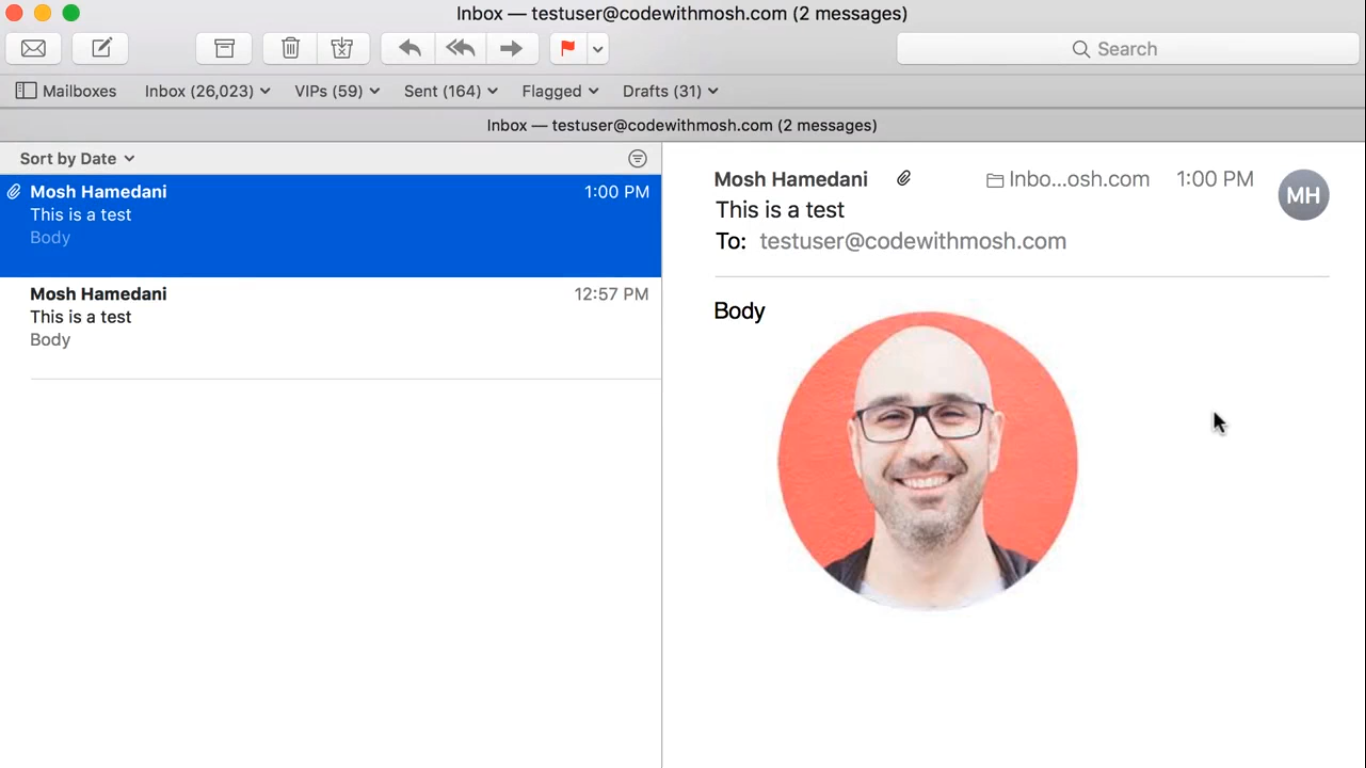 Inbox — testuser@codewithmosh.com (2 messages)
Search
Mailboxes Inbox (26,023) VIPs (59) Sent (164) Flagged Drafts (31)
Inbox — testuser@codewithmosh.com (2 messages)
Sort by Date
Mosh Hamedani 1:00 PM
This is a test
Body
Mosh Hamedani 12:57 PM
This is a test
Body
Mosh Hamedani Inbo...osh.com 1:00 PM MH
This is a test
To: testuser@codewithmosh.com
Body